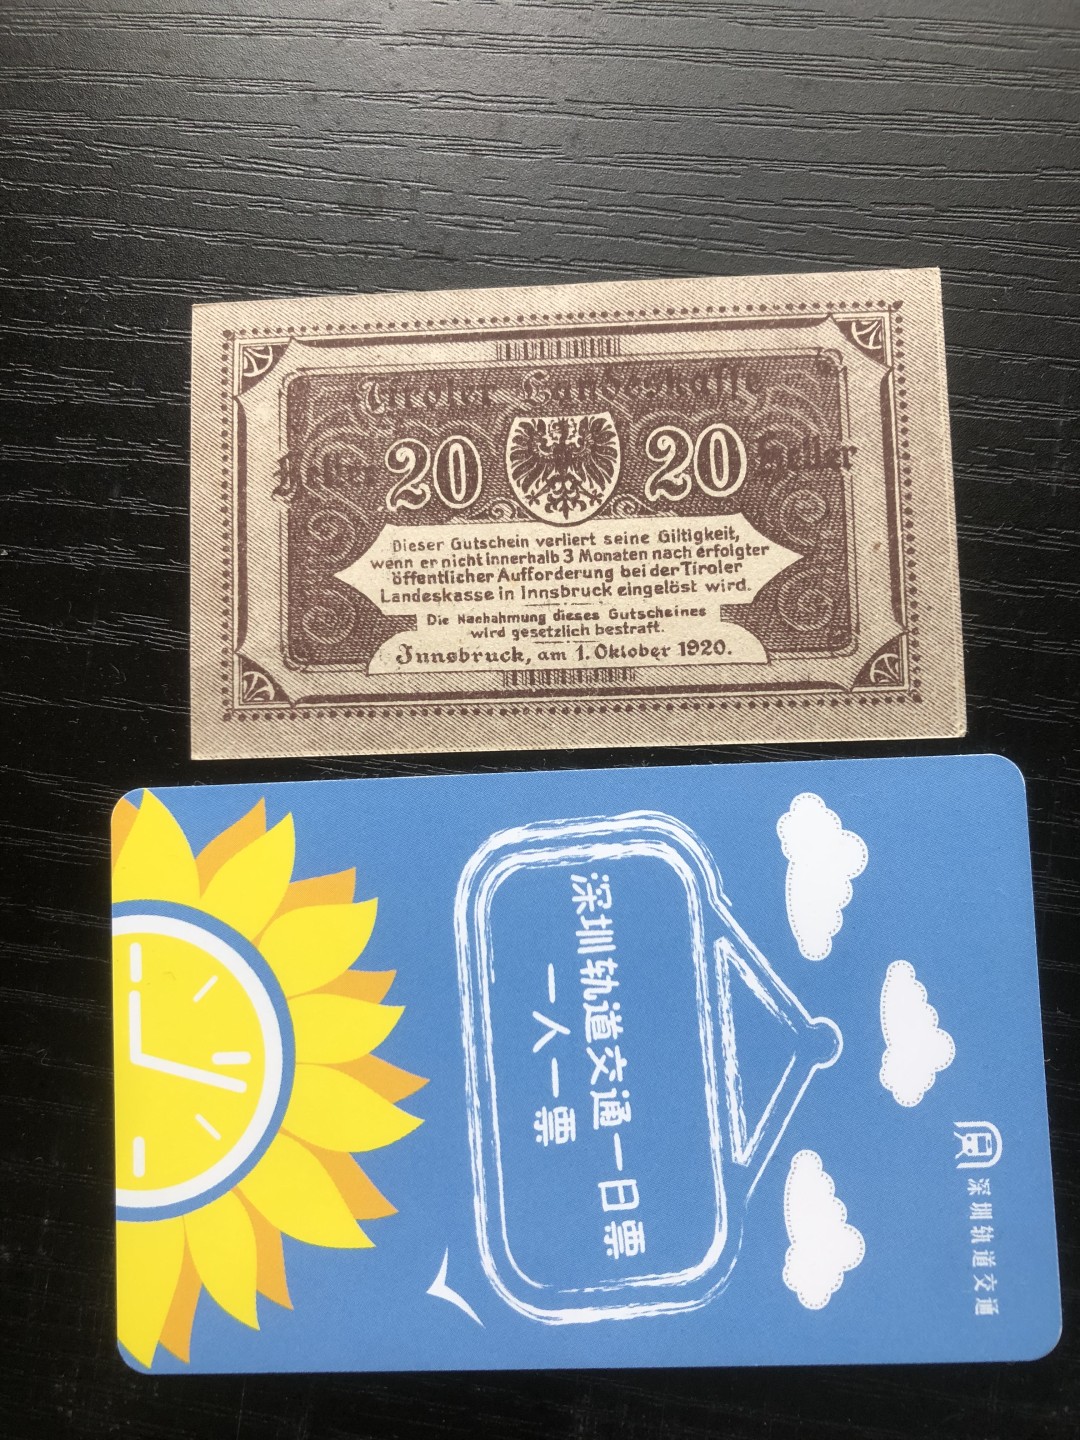 Tiroler Landeskasse
Heller 20 20 Heller
Dieser Gutschein verliert seine Giltigkeit,
wenn er nicht innerhalb 3 Monaten nach erfolgter
öffentlicher Aufforderung bei der Tiroler
Landeskasse in Innsbruck eingelöst wird.
Die Nachahmung dieses Gutscheines
wird gesetzlich bestraft.
Innsbruck, am 1. Oktober 1920.
深圳轨道交通
深圳轨道交通一日票
一人一票